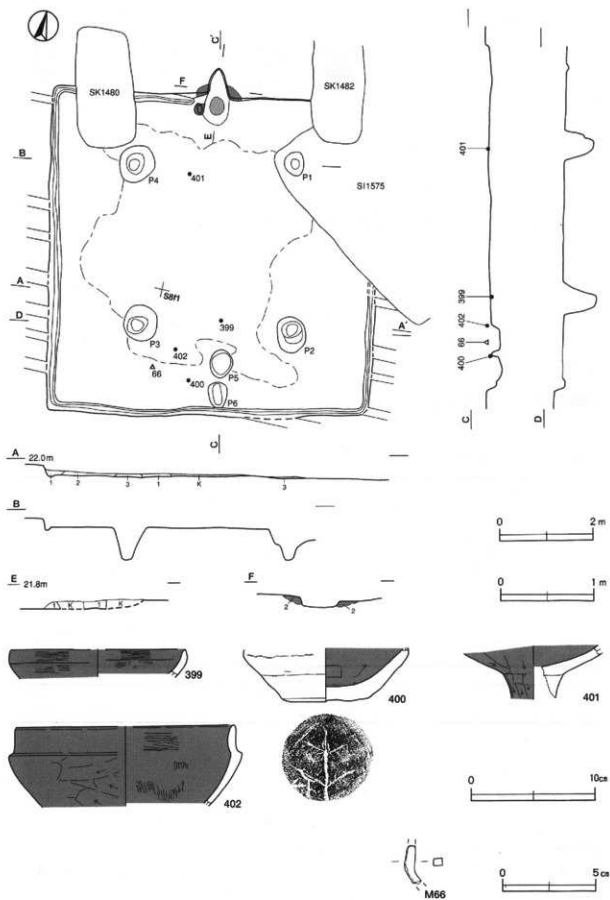 C'
F
SK1480
SK1482
E
B
401
P4
P1
SI1575
401
S8f1
A
D
399
A'
P3
P2
402
66
400
P5
P6
C
399
402
66
400
C
D
A 22.0m
1 2 3 1 K 3
B
0 2 m
E 21.8m
1 K 1 K
F
2 2
0 1 m
399
400
401
402
0 10㎝
M66
0 5㎝